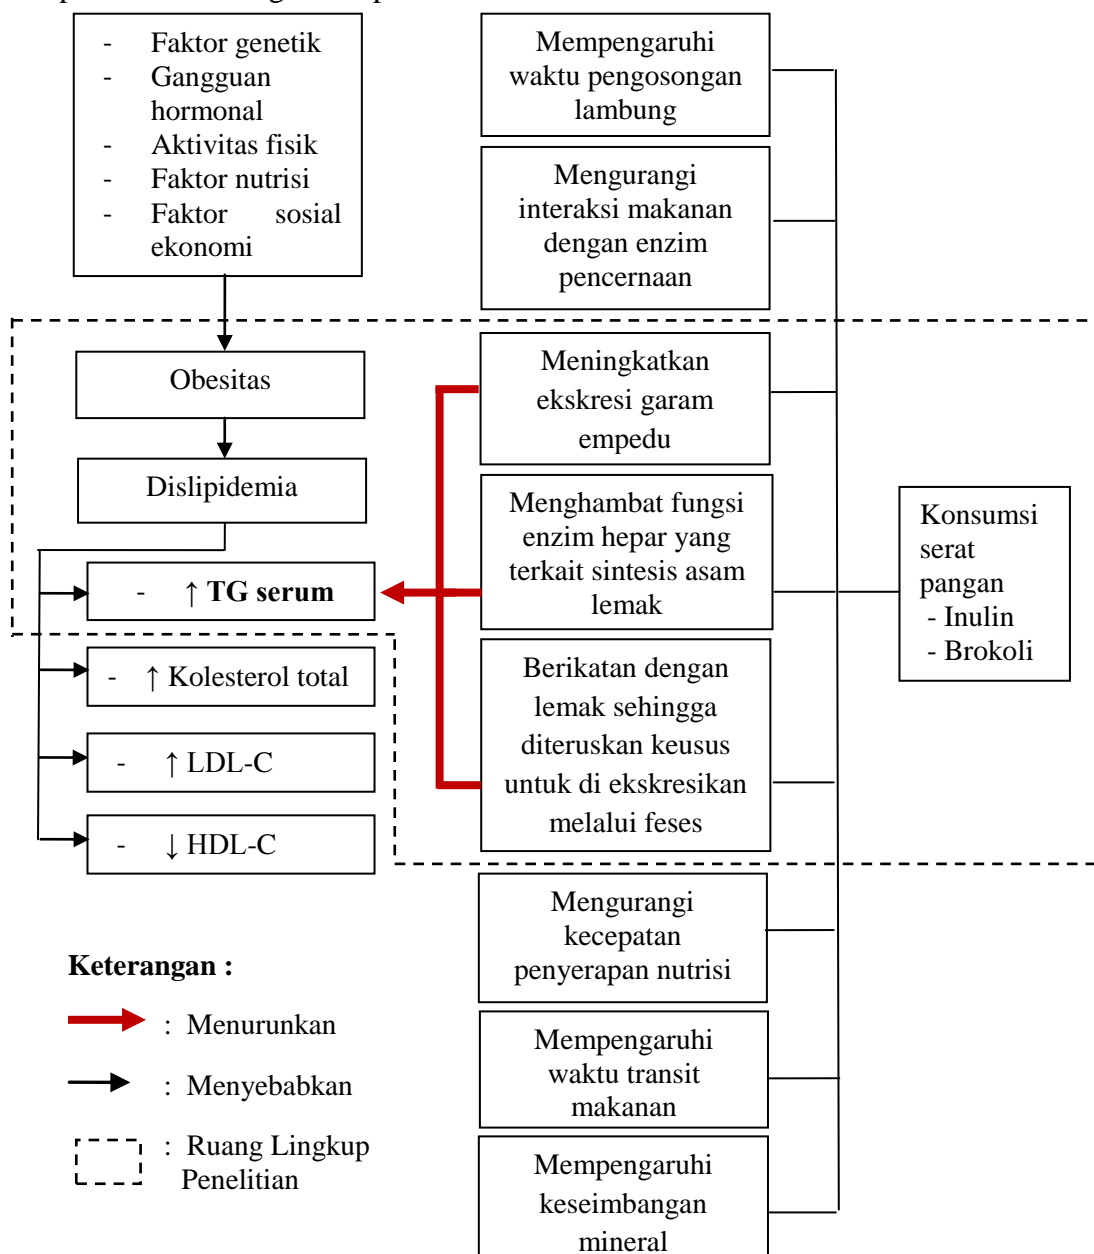 - Faktor genetik
- Gangguan
hormonal
- Aktivitas fisik
- Faktor nutrisi
- Faktor sosial
ekonomi
Obesitas
Dislipidemia
- ↑ TG serum
- ↑ Kolesterol total
- ↑ LDL-C
- ↓ HDL-C
Mempengaruhi
waktu pengosongan
lambung
Mengurangi
interaksi makanan
dengan enzim
pencernaan
Meningkatkan
ekskresi garam
empedu
Menghambat fungsi
enzim hepar yang
terkait sintesis asam
lemak
Berikatan dengan
lemak sehingga
diteruskan keusus
untuk di ekskresikan
melalui feses
Mengurangi
kecepatan
penyerapan nutrisi
Mempengaruhi
waktu transit
makanan
Mempengaruhi
keseimbangan
mineral
Konsumsi
serat
pangan
- Inulin
- Brokoli
Keterangan :
: Menurunkan
: Menyebabkan
: Ruang Lingkup
Penelitian